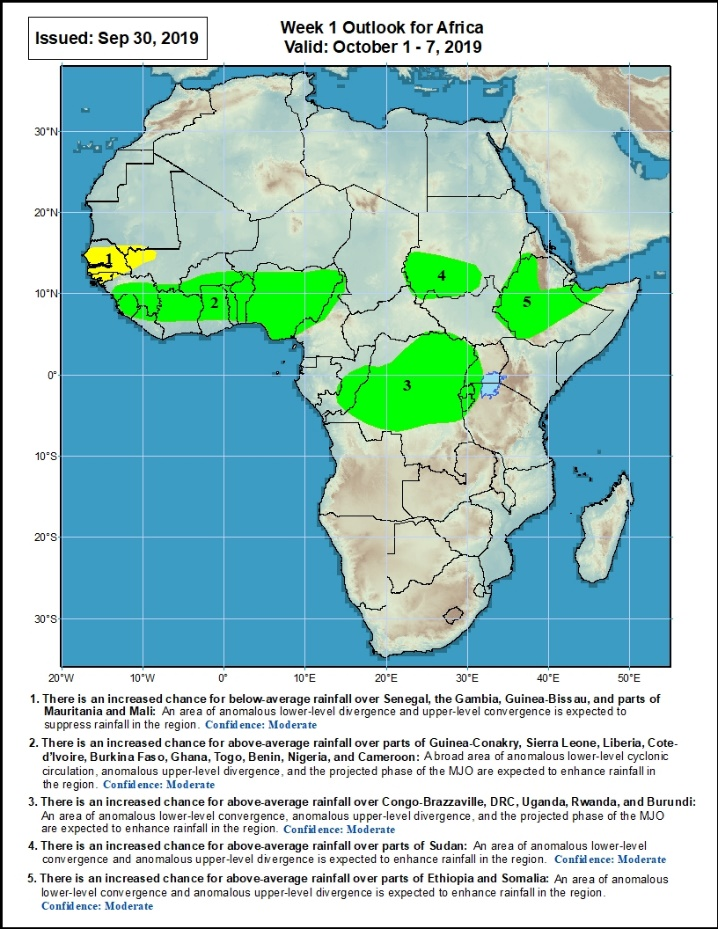 Issued: Sep 30, 2019
Week 1 Outlook for Africa
Valid: October 1 - 7, 2019
30°N
20°N
10°N
0°
10°S
20°S
30°S
1
2
3
4
5
20°W 10°W 0° 10°E 20°E 30°E 40°E 50°E
1. There is an increased chance for below-average rainfall over Senegal, the Gambia, Guinea-Bissau, and parts of
Mauritania and Mali: An area of anomalous lower-level divergence and upper-level convergence is expected to
suppress rainfall in the region. Confidence: Moderate
2. There is an increased chance for above-average rainfall over parts of Guinea-Conakry, Sierra Leone, Liberia, Cote-
d'Ivoire, Burkina Faso, Ghana, Togo, Benin, Nigeria, and Cameroon: A broad area of anomalous lower-level cyclonic
circulation, anomalous upper-level divergence, and the projected phase of the MJO are expected to enhance rainfall in
the region. Confidence: Moderate
3. There is an increased chance for above-average rainfall over Congo-Brazzaville, DRC, Uganda, Rwanda, and Burundi:
An area of anomalous lower-level convergence, anomalous upper-level divergence, and the projected phase of the MJO
are expected to enhance rainfall in the region. Confidence: Moderate
4. There is an increased chance for above-average rainfall over parts of Sudan: An area of anomalous lower-level
convergence and anomalous upper-level divergence is expected to enhance rainfall in the region. Confidence: Moderate
5. There is an increased chance for above-average rainfall over parts of Ethiopia and Somalia: An area of anomalous
lower-level convergence and anomalous upper-level divergence is expected to enhance rainfall in the region.
Confidence: Moderate